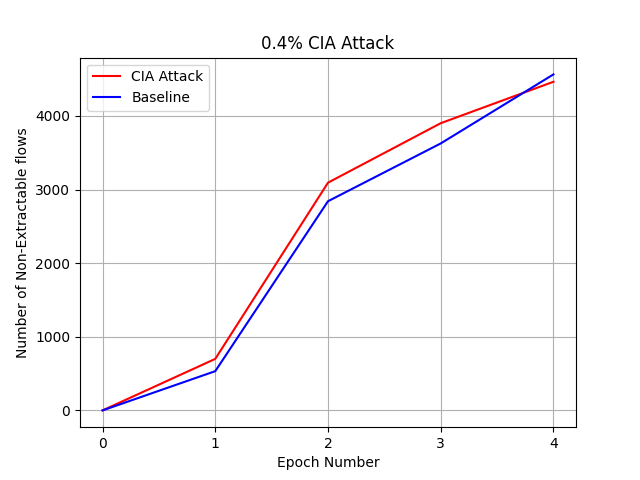 0.4% CIA Attack
CIA Attack
Baseline
Number of Non-Extractable flows
4000
3000
2000
1000
0
0 1 2 3 4
Epoch Number